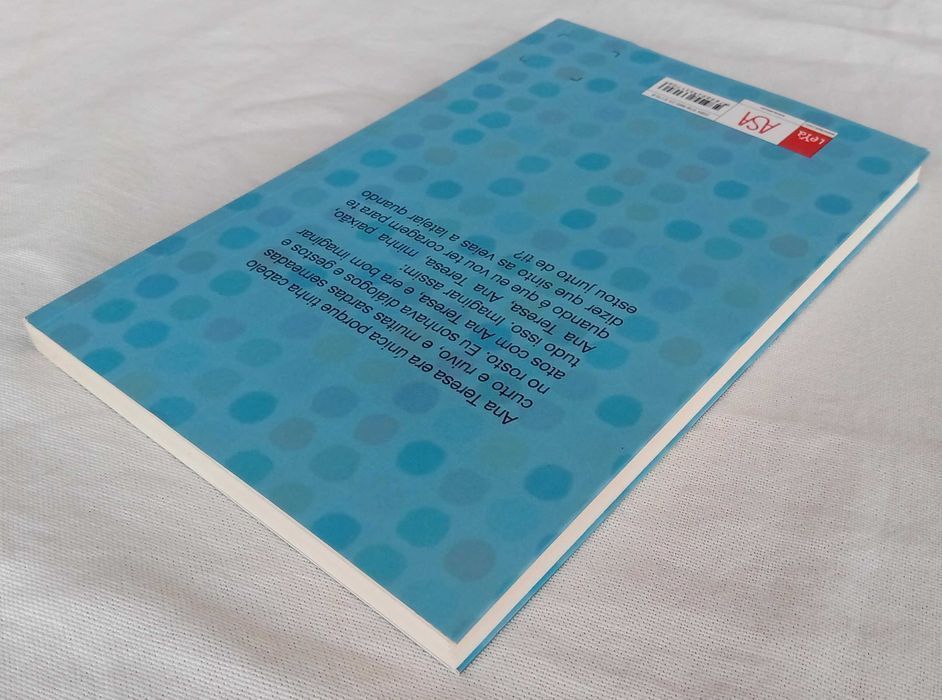 Ana Teresa era única porque tinha cabelo
curto e ruivo, e muitas sardas semeadas
no rosto. Eu sonhava diálogos e gestos e
atos com Ana Teresa, e era bom imaginar
tudo isso. Imaginar assim:
Ana Teresa, Ana Teresa, minha paixão,
quando é que eu vou ter coragem para te
dizer que sinto as veias a latejar quando
estou junto de ti?
LeYa
ASA